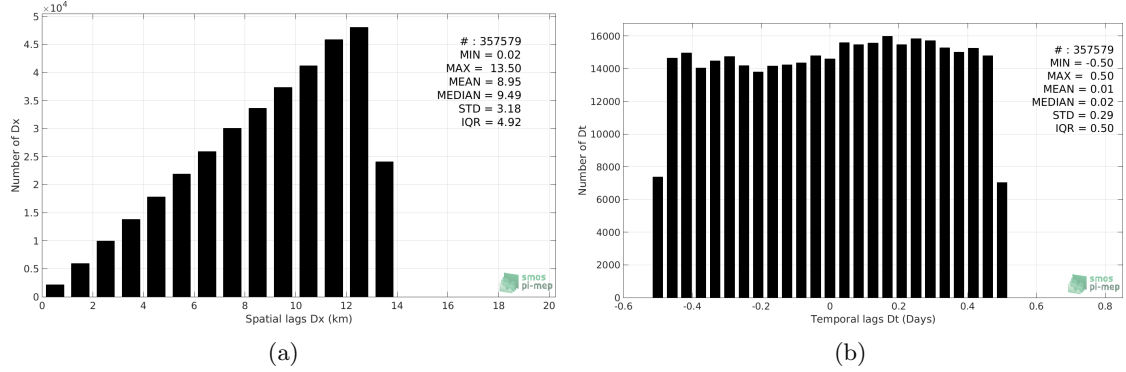 ×10⁴
5
4.5
4
3.5
3
2.5
2
1.5
1
0.5
0
Number of Dx
# : 357579
MIN = 0.02
MAX = 13.50
MEAN = 8.95
MEDIAN = 9.49
STD = 3.18
IQR = 4.92
smos
pi-mep
0 2 4 6 8 10 12 14 16 18 20
Spatial lags Dx (km)
(a)
16000
14000
12000
10000
8000
6000
4000
2000
0
Number of Dt
# : 357579
MIN = -0.50
MAX = 0.50
MEAN = 0.01
MEDIAN = 0.02
STD = 0.29
IQR = 0.50
smos
pi-mep
-0.6 -0.4 -0.2 0 0.2 0.4 0.6 0.8
Temporal lags Dt (Days)
(b)